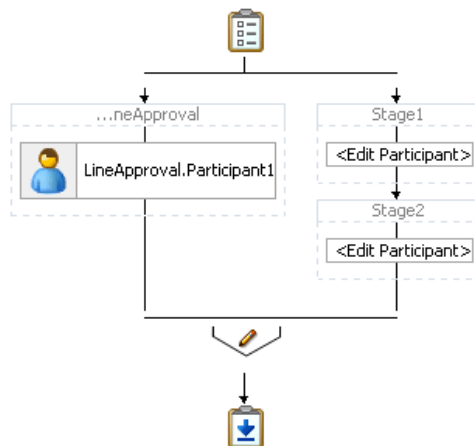 ...neApproval
LineApproval.Participant1
Stage1
<Edit Participant>
Stage2
<Edit Participant>